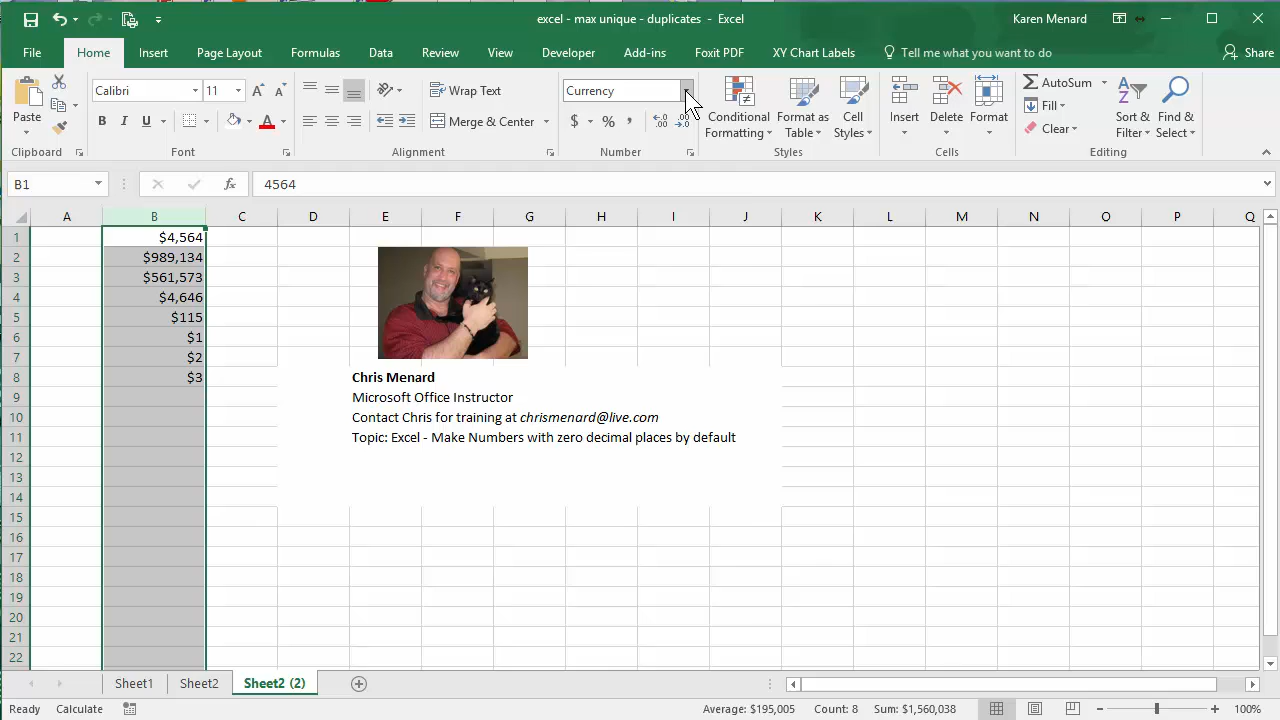 excel - max unique - duplicates - Excel
Karen Menard
File Home Insert Page Layout Formulas Data Review View Developer Add-ins Foxit PDF XY Chart Labels Tell me what you want to do Share
Paste
Clipboard
Calibri 11
B I U
Font
Wrap Text
Merge & Center
Alignment
Currency
$ % ,
Number
Conditional Formatting
Format as Table
Cell Styles
Styles
Insert Delete Format
Cells
AutoSum
Fill
Clear
Sort & Filter
Find & Select
Editing
B1 fx 4564
A B C D E F G H I J K L M N O P Q
1 $4,564
2 $989,134
3 $561,573
4 $4,646
5 $115
6 $1
7 $2
8 $3 Chris Menard
9 Microsoft Office Instructor
10 Contact Chris for training at chrismenard@live.com
11 Topic: Excel - Make Numbers with zero decimal places by default
12
13
14
15
16
17
18
19
20
21
22
Sheet1 Sheet2 Sheet2 (2)
Ready Calculate Average: $195,005 Count: 8 Sum: $1,560,038 100%